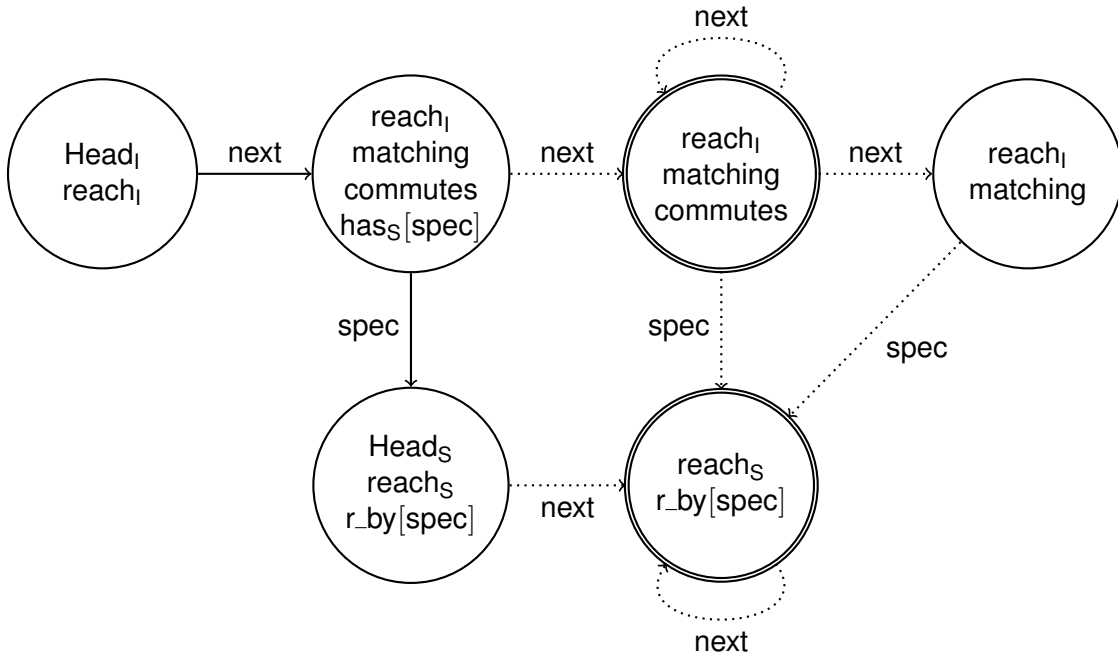 next
Head_I
reach_I
next
reach_I
matching
commutes
has_S[spec]
next
reach_I
matching
commutes
next
reach_I
matching
spec
spec
spec
Head_S
reach_S
r_by[spec]
next
reach_S
r_by[spec]
next